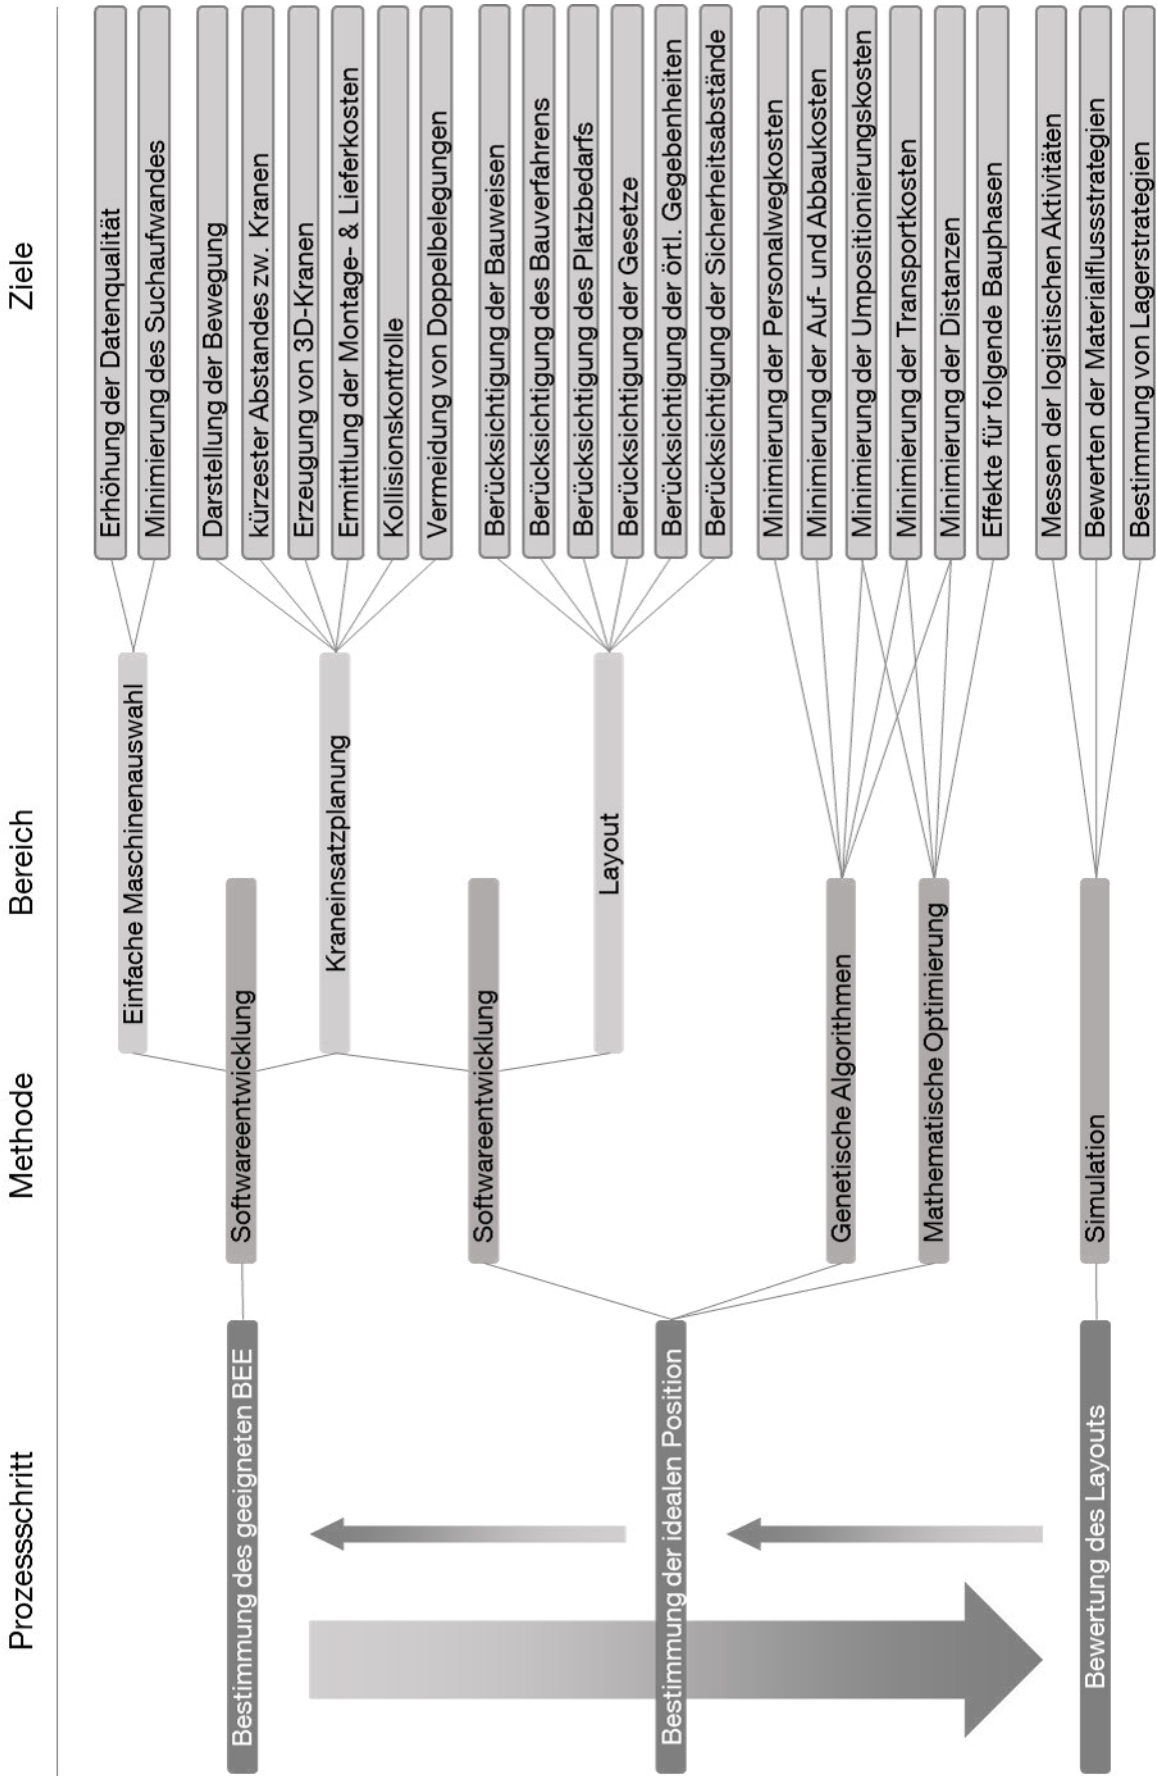 Prozessschritt
Methode
Bereich
Ziele
Bestimmung des geeigneten BEE
Softwareentwicklung
Einfache Maschinenauswahl
Erhöhung der Datenqualität
Minimierung des Suchaufwandes
Kraneinsatzplanung
Darstellung der Bewegung
kürzester Abstandes zw. Kranen
Erzeugung von 3D-Kranen
Ermittlung der Montage- & Lieferkosten
Kollisionskontrolle
Vermeidung von Doppelbelegungen
Bestimmung der idealen Position
Softwareentwicklung
Layout
Berücksichtigung der Bauweisen
Berücksichtigung des Bauverfahrens
Berücksichtigung des Platzbedarfs
Berücksichtigung der Gesetze
Berücksichtigung der örtl. Gegebenheiten
Berücksichtigung der Sicherheitsabstände
Genetische Algorithmen
Mathematische Optimierung
Minimierung der Personalwegkosten
Minimierung der Auf- und Abbaukosten
Minimierung der Umpositionierungskosten
Minimierung der Transportkosten
Minimierung der Distanzen
Effekte für folgende Bauphasen
Bewertung des Layouts
Simulation
Messen der logistischen Aktivitäten
Bewerten der Materialflussstrategien
Bestimmung von Lagerstrategien